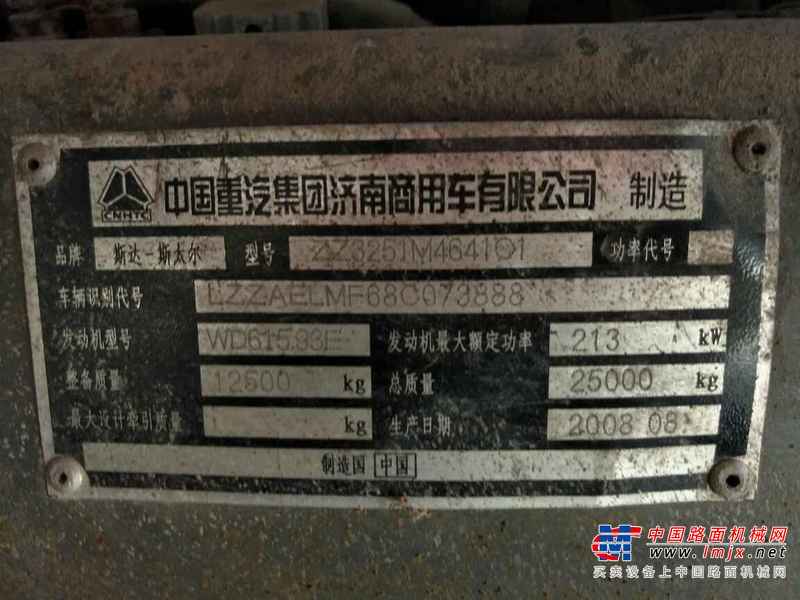 CNHTC 中国重汽集团济南商用车有限公司 制造
品牌 斯达-斯太尔 型号 ZZ3251M4641O1 功率代号
车辆识别代号 LZZAELMF68C073888
发动机型号 WD615.93E 发动机最大额定功率 213 kW
整备质量 12500 kg 总质量 25000 kg
最大设计牵引质量 kg 生产日期 2008 08
制造国 中国
中国路面机械网
www.lmjx.net
买卖设备上中国路面机械网